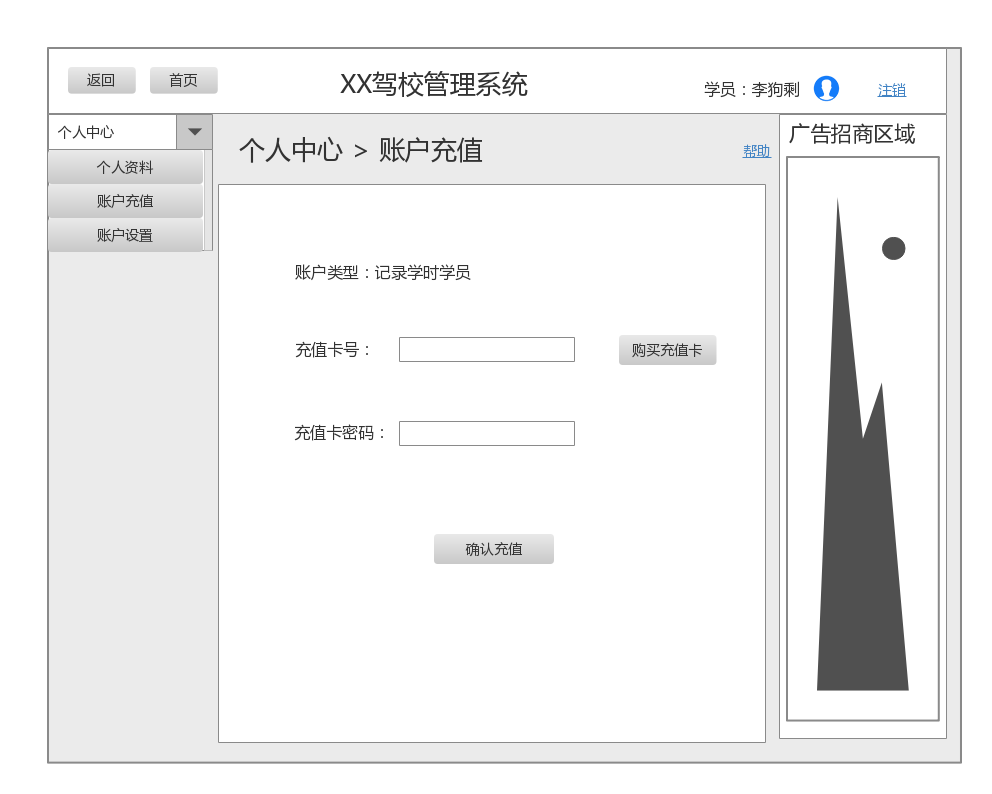 返回
首页
XX驾校管理系统
学员：李狗剩
注销
个人中心
个人资料
账户充值
账户设置
个人中心 > 账户充值
帮助
广告招商区域
账户类型：记录学时学员
充值卡号：
购买充值卡
充值卡密码：
确认充值